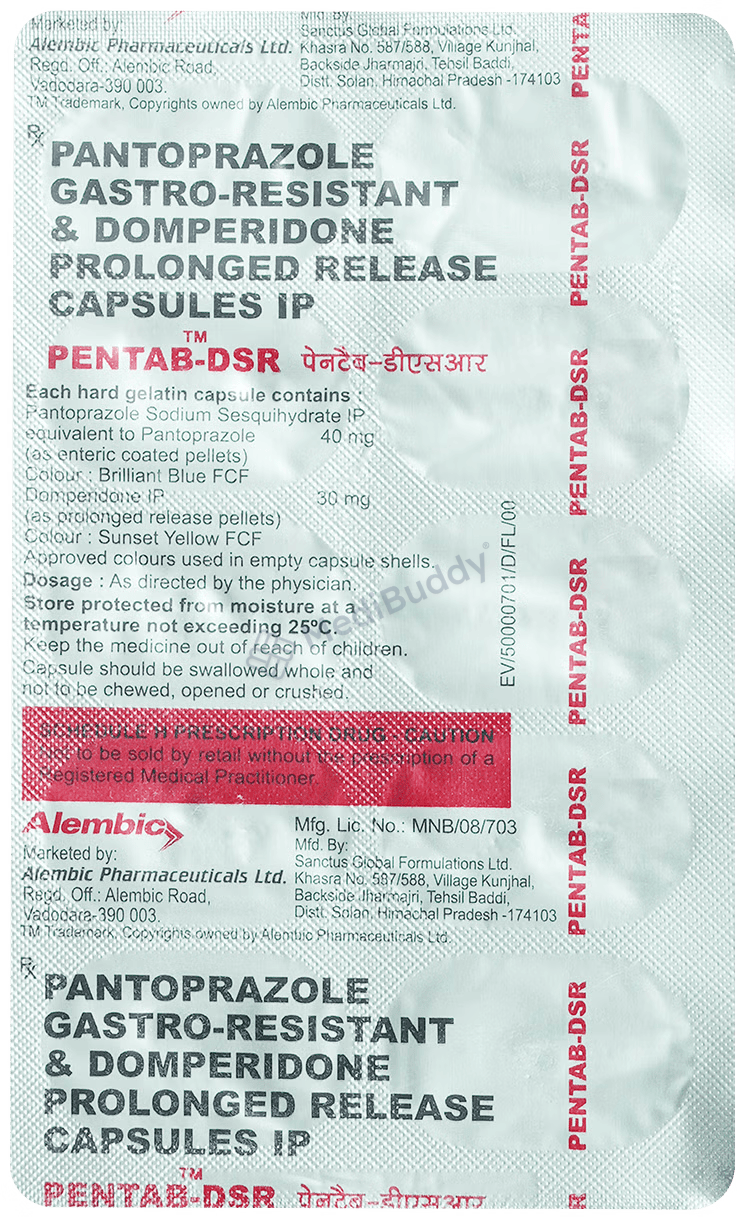 Marketed by:
Alembic Pharmaceuticals Ltd.
Regd. Off.: Alembic Road,
Vadodara-390 003.
Mfd. By:
Sanctus Global Formulations Ltd.
Khasra No. 587/588, Village Kunjhal,
Backside Jharmajri, Tehsil Baddi,
Distt. Solan, Himachal Pradesh -174103
TM Trademark, Copyrights owned by Alembic Pharmaceuticals Ltd.
Rx
PANTOPRAZOLE
GASTRO-RESISTANT
& DOMPERIDONE
PROLONGED RELEASE
CAPSULES IP
PENTAB-DSR™ पेनटैब-डीएसआर
Each hard gelatin capsule contains :
Pantoprazole Sodium Sesquihydrate IP
equivalent to Pantoprazole 40 mg
(as enteric coated pellets)
Colour : Brilliant Blue FCF
Domperidone IP 30 mg
(as prolonged release pellets)
Colour : Sunset Yellow FCF
Approved colours used in empty capsule shells.
Dosage : As directed by the physician.
Store protected from moisture at a
temperature not exceeding 25ºC.
Keep the medicine out of reach of children.
Capsule should be swallowed whole and
not to be chewed, opened or crushed.
SCHEDULE H PRESCRIPTION DRUG - CAUTION
Not to be sold by retail without the prescription of a
Registered Medical Practitioner.
Alembic
Marketed by:
Alembic Pharmaceuticals Ltd.
Regd. Off.: Alembic Road,
Vadodara-390 003.
Mfg. Lic. No.: MNB/08/703
Mfd. By:
Sanctus Global Formulations Ltd.
Khasra No. 587/588, Village Kunjhal,
Backside Jharmajri, Tehsil Baddi,
Distt. Solan, Himachal Pradesh -174103
TM Trademark, Copyrights owned by Alembic Pharmaceuticals Ltd.
Rx
PANTOPRAZOLE
GASTRO-RESISTANT
& DOMPERIDONE
PROLONGED RELEASE
CAPSULES IP
PENTAB-DSR™ पेनटैब-डीएसआर
EV/50000701/D/FL/00
PENTA
PENTAB-DSR
PENTAB-DSR
PENTAB-DSR
PENTAB-DSR
PENTAB-DSR
R
MediBuddy